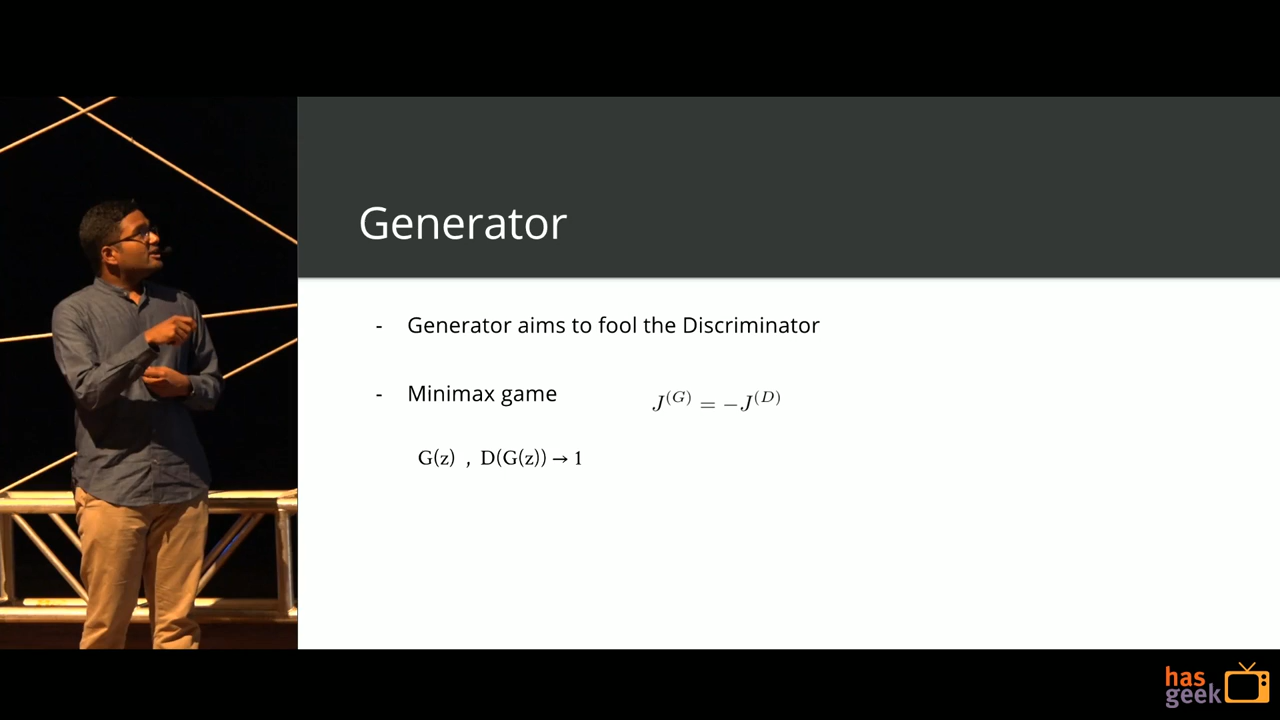 Generator
- Generator aims to fool the Discriminator
- Minimax game J^{(G)} = -J^{(D)}
G(z) , D(G(z)) → 1
has
geek